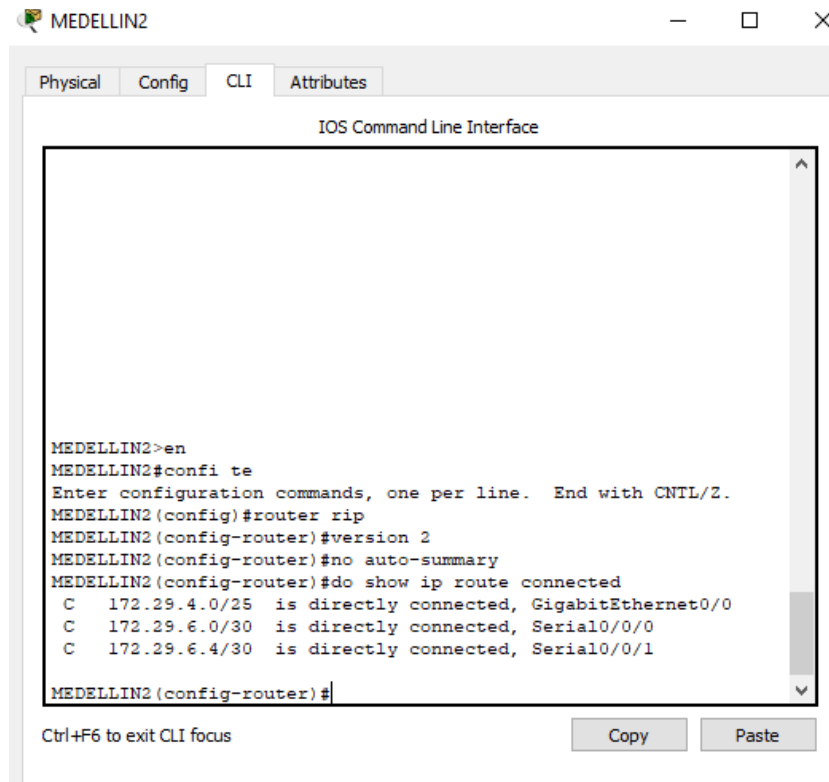 MEDELLIN2
Physical Config CLI Attributes
IOS Command Line Interface
MEDELLIN2>en
MEDELLIN2#confi te
Enter configuration commands, one per line.  End with CNTL/Z.
MEDELLIN2(config)#router rip
MEDELLIN2(config-router)#version 2
MEDELLIN2(config-router)#no auto-summary
MEDELLIN2(config-router)#do show ip route connected
 C   172.29.4.0/25  is directly connected, GigabitEthernet0/0
 C   172.29.6.0/30  is directly connected, Serial0/0/0
 C   172.29.6.4/30  is directly connected, Serial0/0/1
MEDELLIN2(config-router)#
Ctrl+F6 to exit CLI focus Copy Paste